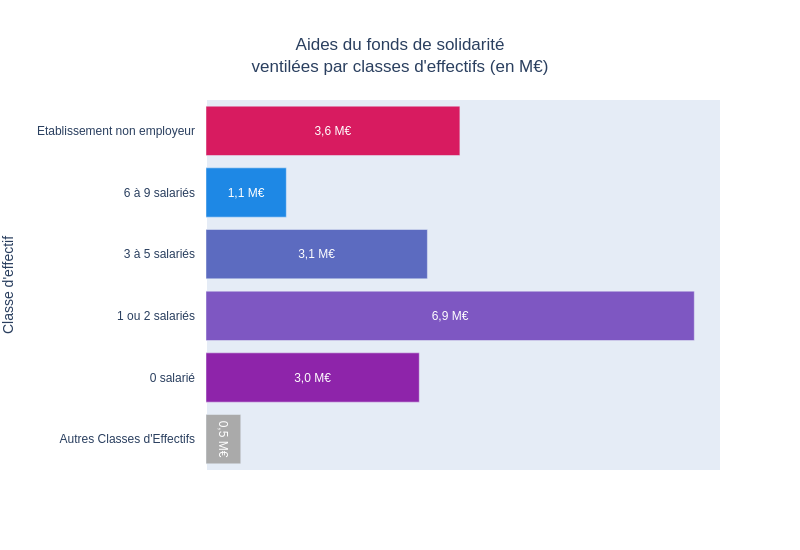 Aides du fonds de solidarité
ventilées par classes d'effectifs (en M€)
Classe d'effectif
Etablissement non employeur
3,6 M€
6 à 9 salariés
1,1 M€
3 à 5 salariés
3,1 M€
1 ou 2 salariés
6,9 M€
0 salarié
3,0 M€
Autres Classes d'Effectifs
0,5 M€